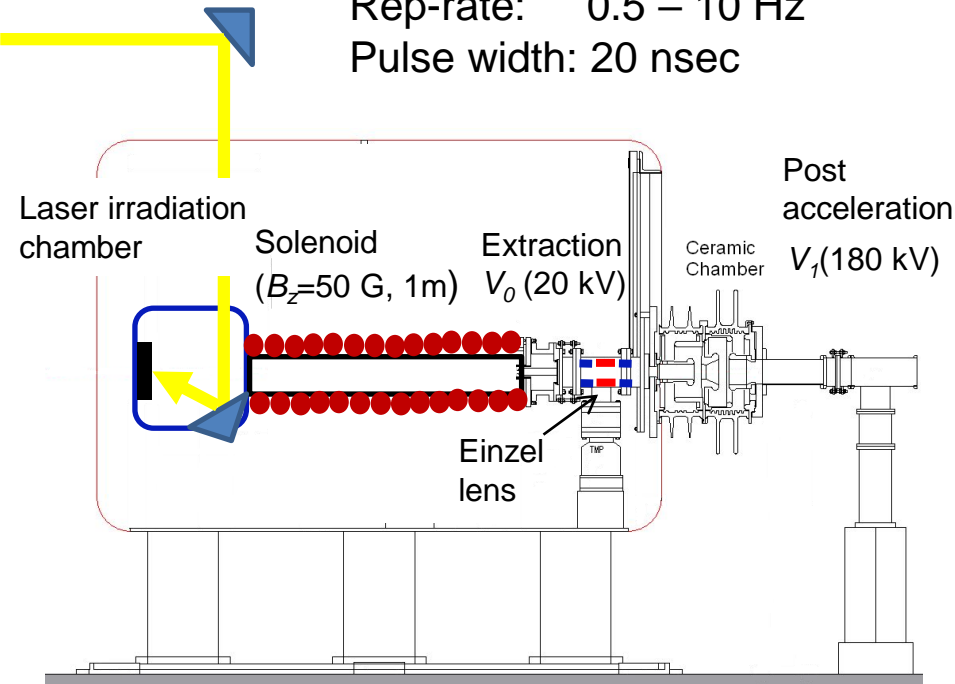 Rep-rate: 0.5 – 10 Hz
Pulse width: 20 nsec
Laser irradiation
chamber
Solenoid
(Bz=50 G, 1m)
Extraction
V0 (20 kV)
Ceramic
Chamber
Post
acceleration
V1(180 kV)
Einzel
lens
TMP